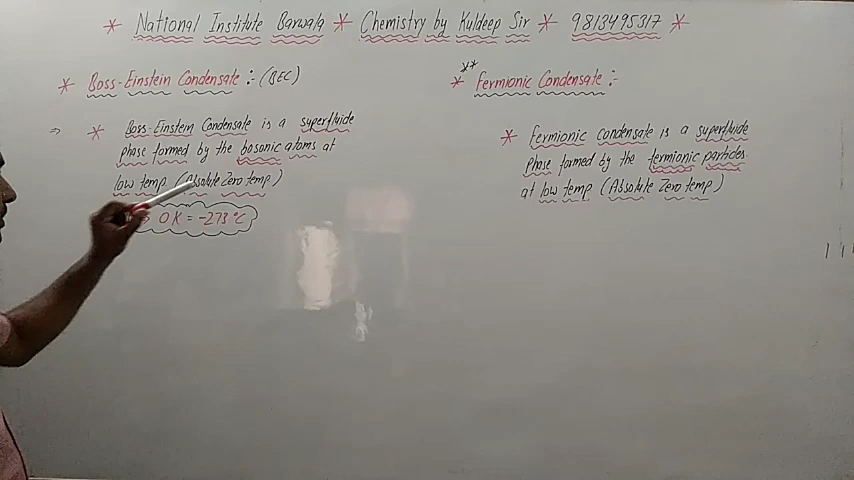 * National Institute Barwala * Chemistry by Kuldeep Sir * 9813495317 *
* Boss-Einstein Condensate :- (BEC)
⇒ * Boss-Einstein Condensate is a superfluide
phase formed by the bosonic atoms at
low temp (Absolute Zero temp)
0 K = -273 °C
*** Fermionic Condensate :-
* Fermionic condensate is a superfluide
phase formed by the fermionic particles
at low temp (Absolute Zero temp)